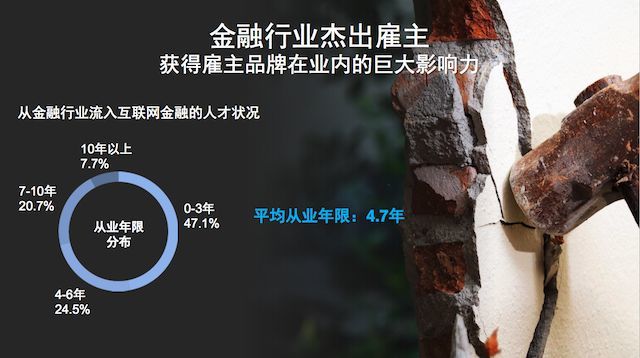 金融行业杰出雇主
获得雇主品牌在业内的巨大影响力
从金融行业流入互联网金融的人才状况
10年以上
7.7%
7-10年
20.7%
0-3年
47.1%
从业年限
分布
平均从业年限：4.7年
4-6年
24.5%